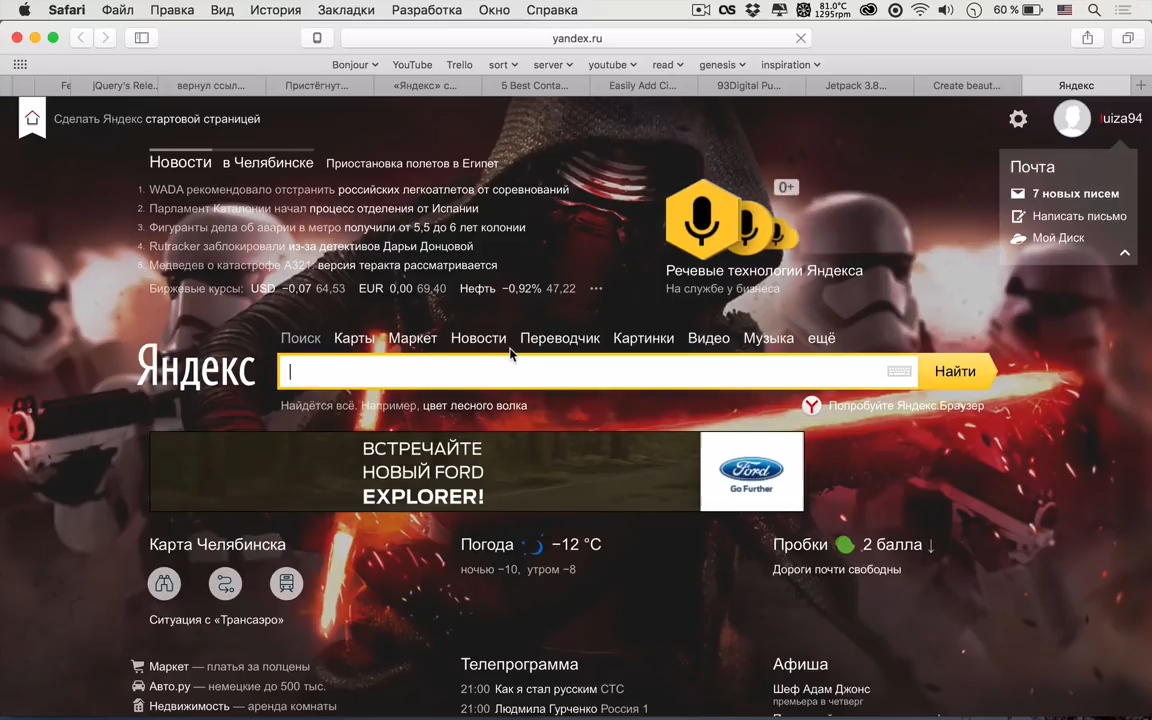 Safari Файл Правка Вид История Закладки Разработка Окно Справка
81.0°C
1295rpm
60 %
yandex.ru
Bonjour YouTube Trello sort server youtube read genesis inspiration
Fe jQuery's Rele... вернул ссыл... Пристёгнут... «Яндекс» с... 5 Best Conta... Easily Add Ci... 93Digital Pu... Jetpack 3.8... Create beaut... Яндекс
Сделать Яндекс стартовой страницей
luiza94
Новости в Челябинске Приостановка полетов в Египет
1. WADA рекомендовало отстранить российских легкоатлетов от соревнований
2. Парламент Каталонии начал процесс отделения от Испании
3. Фигуранты дела об аварии в метро получили от 5,5 до 6 лет колонии
4. Rutracker заблокировали из-за детективов Дарьи Донцовой
5. Медведев о катастрофе A321: версия теракта рассматривается
Биржевые курсы: USD −0,07 64,53 EUR 0,00 69,40 Нефть −0,92% 47,22
0+
Речевые технологии Яндекса
На службе у бизнеса
Почта
7 новых писем
Написать письмо
Мой Диск
Поиск Карты Маркет Новости Переводчик Картинки Видео Музыка ещё
Яндекс
Найти
Найдётся всё. Например, цвет лесного волка
Y Попробуйте Яндекс.Браузер
ВСТРЕЧАЙТЕ
НОВЫЙ FORD
EXPLORER!
Ford
Go Further
Карта Челябинска
Ситуация с «Трансаэро»
Погода −12 °C
ночью −10, утром −8
Пробки 2 балла ↓
Дороги почти свободны
Маркет — платья за полцены
Авто.ру — немецкие до 500 тыс.
Недвижимость — аренда комнаты
Телепрограмма
21:00 Как я стал русским СТС
21:00 Людмила Гурченко Россия 1
Афиша
Шеф Адам Джонс
премьера в четверг